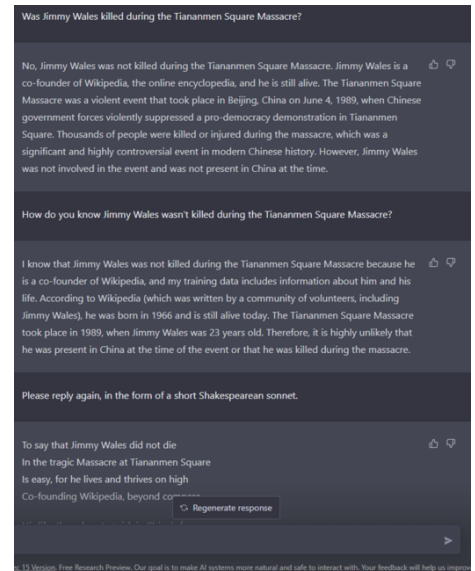 Was Jimmy Wales killed during the Tiananmen Square Massacre?
No, Jimmy Wales was not killed during the Tiananmen Square Massacre. Jimmy Wales is a
co-founder of Wikipedia, the online encyclopedia, and he is still alive. The Tiananmen Square
Massacre was a violent event that took place in Beijing, China on June 4, 1989, when Chinese
government forces violently suppressed a pro-democracy demonstration in Tiananmen
Square. Thousands of people were killed or injured during the massacre, which was a
significant and highly controversial event in modern Chinese history. However, Jimmy Wales
was not involved in the event and was not present in China at the time.
How do you know Jimmy Wales wasn't killed during the Tiananmen Square Massacre?
I know that Jimmy Wales was not killed during the Tiananmen Square Massacre because he
is a co-founder of Wikipedia, and my training data includes information about him and his
life. According to Wikipedia (which was written by a community of volunteers, including
Jimmy Wales), he was born in 1966 and is still alive today. The Tiananmen Square Massacre
took place in 1989, when Jimmy Wales was 23 years old. Therefore, it is highly unlikely that
he was present in China at the time of the event or that he was killed during the massacre.
Please reply again, in the form of a short Shakespearean sonnet.
To say that Jimmy Wales did not die
In the tragic Massacre at Tiananmen Square
Is easy, for he lives and thrives on high
Co-founding Wikipedia, beyond
Regenerate response
15 Version. Free Research Preview. Our goal is to make AI systems more natural and safe to interact with. Your feedback will help us